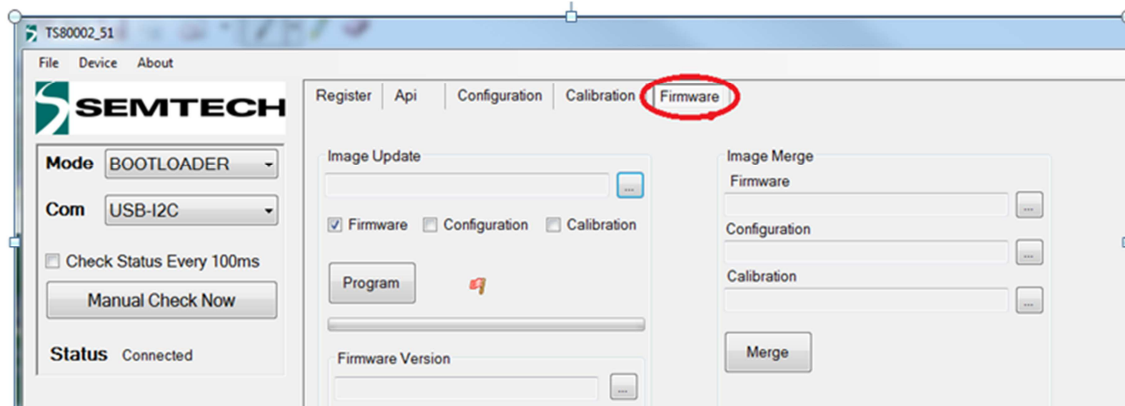 TS80002_51
File Device About
SEMTECH
Mode BOOTLOADER
Com USB-I2C
Check Status Every 100ms
Manual Check Now
Status Connected
Register Api Configuration Calibration Firmware
Image Update
...
Firmware Configuration Calibration
Program
Firmware Version
...
Image Merge
Firmware
...
Configuration
...
Calibration
...
Merge